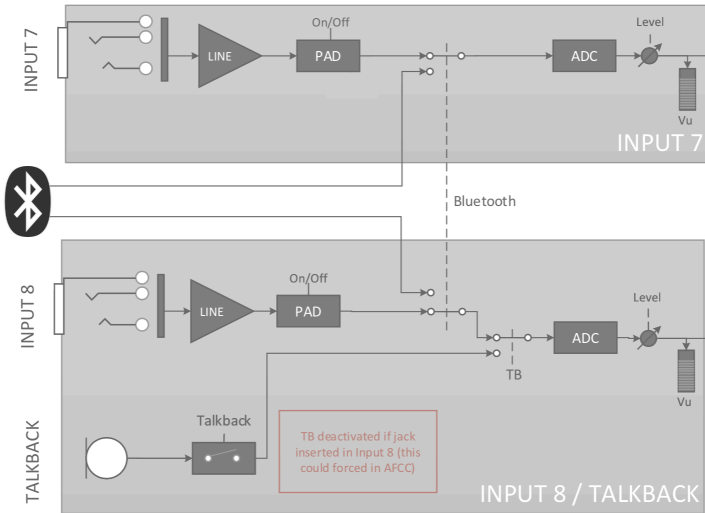 On/Off
INPUT 7
LINE
PAD
ADC
Level
Vu
INPUT 7
Bluetooth
On/Off
Level
INPUT 8
LINE
PAD
ADC
TB
Vu
Talkback
TALKBACK
TB deactivated if jack
inserted in Input 8 (this
could forced in AFCC)
INPUT 8 / TALKBACK